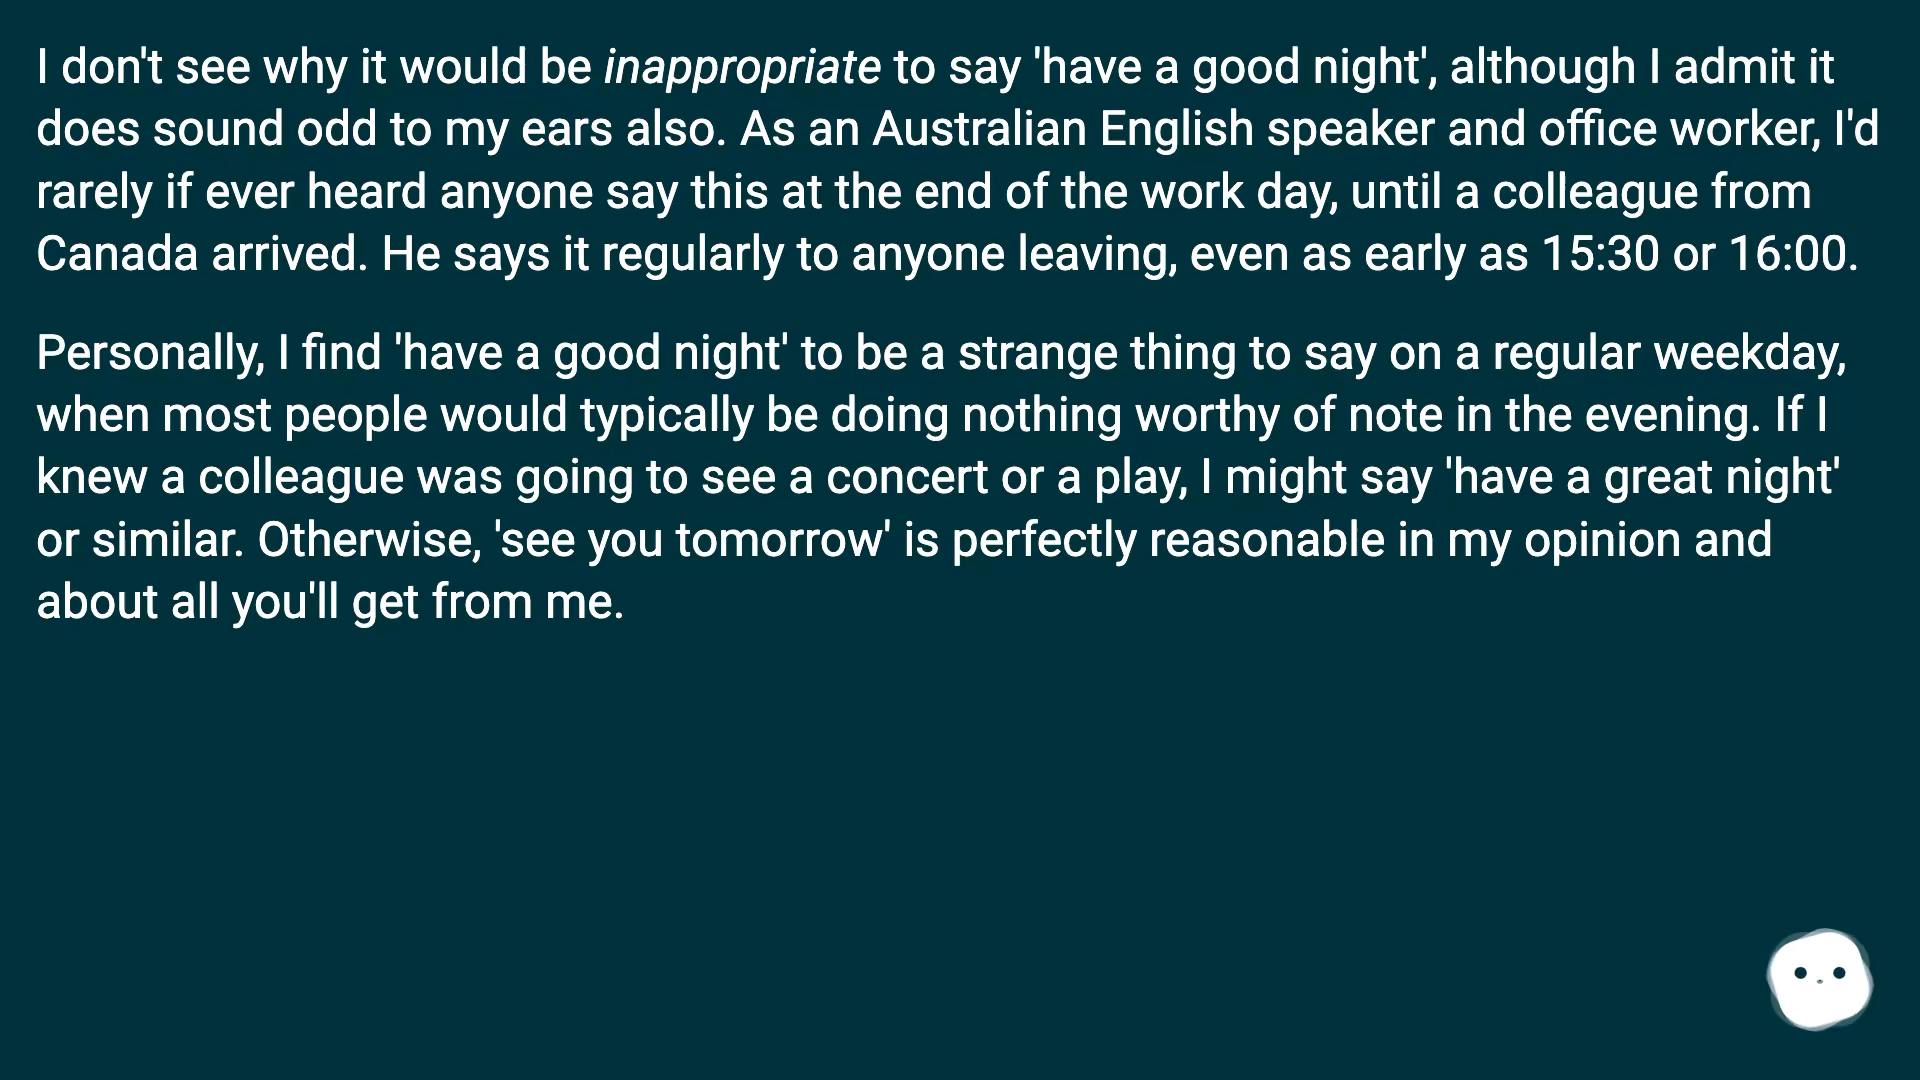 I don't see why it would be inappropriate to say 'have a good night', although I admit it
does sound odd to my ears also. As an Australian English speaker and office worker, I'd
rarely if ever heard anyone say this at the end of the work day, until a colleague from
Canada arrived. He says it regularly to anyone leaving, even as early as 15:30 or 16:00.
Personally, I find 'have a good night' to be a strange thing to say on a regular weekday,
when most people would typically be doing nothing worthy of note in the evening. If I
knew a colleague was going to see a concert or a play, I might say 'have a great night'
or similar. Otherwise, 'see you tomorrow' is perfectly reasonable in my opinion and
about all you'll get from me.